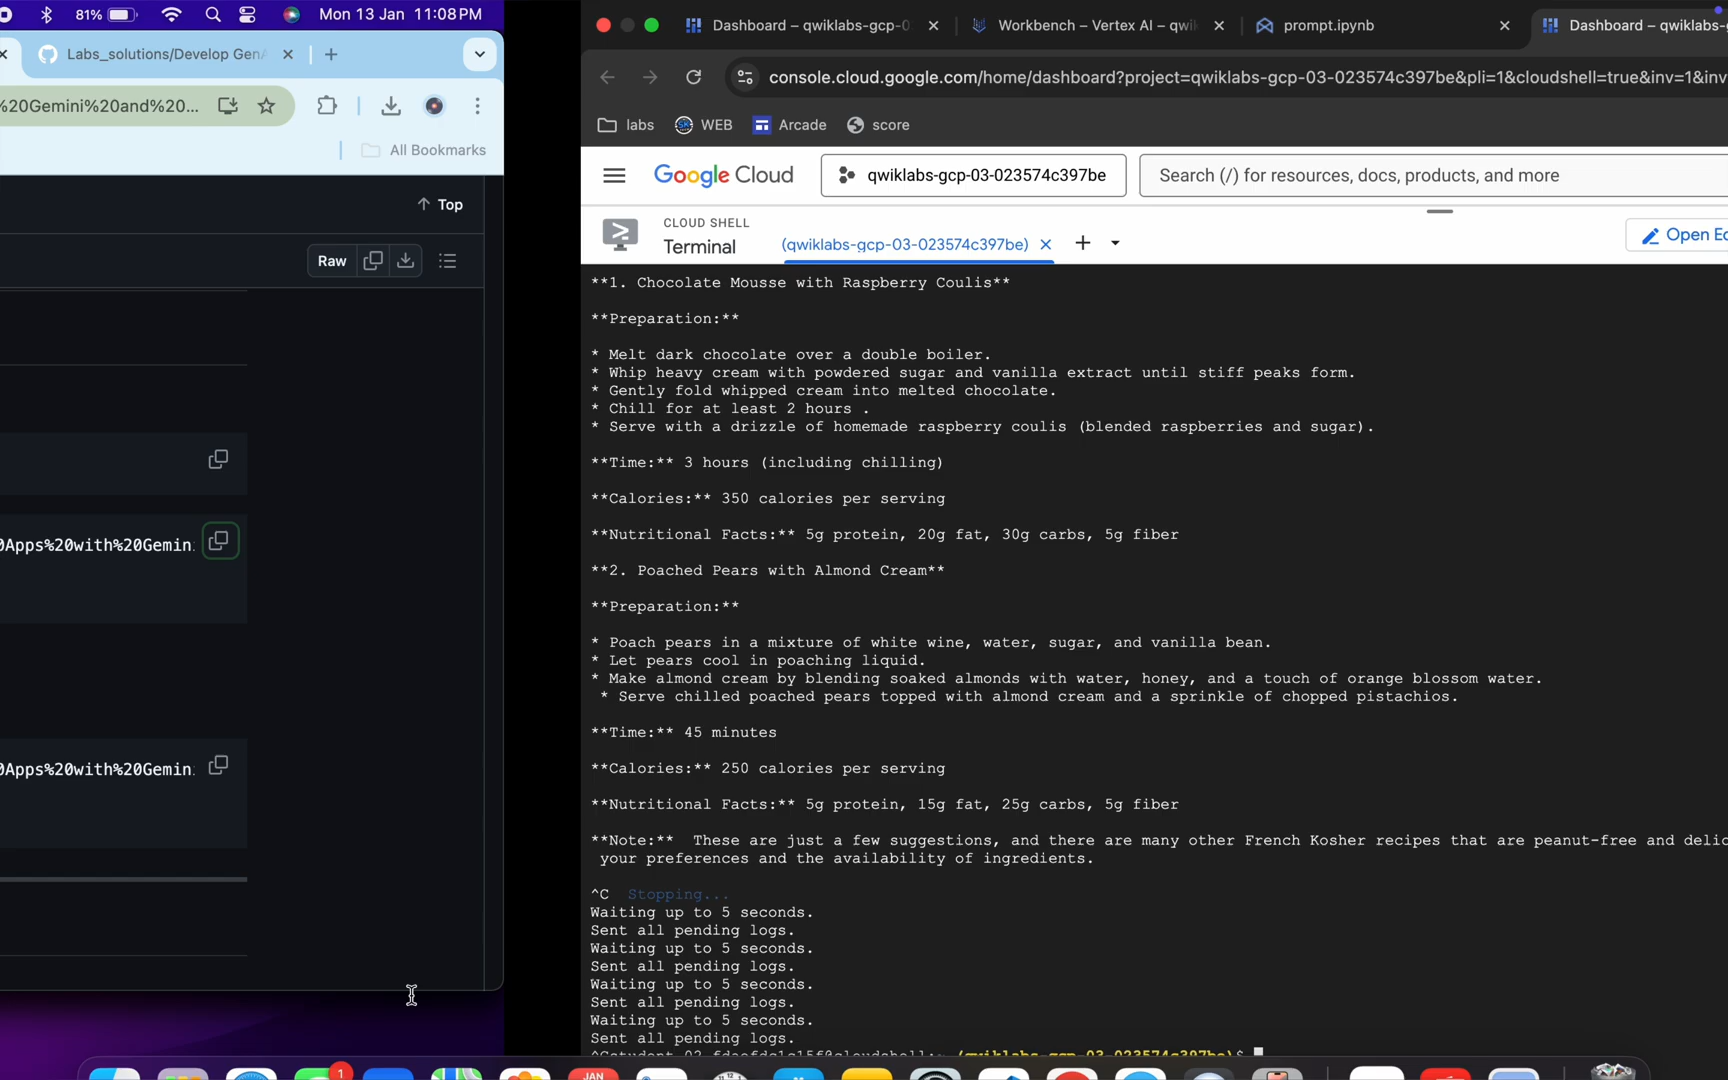 81%
Mon 13 Jan 11:08 PM
Labs_solutions/Develop GenA
%20Gemini%20and%20...
All Bookmarks
Top
Raw
0Apps%20with%20Gemin
0Apps%20with%20Gemin
Dashboard – qwiklabs-gcp-0
Workbench – Vertex AI – qwi
prompt.ipynb
Dashboard – qwiklabs-
console.cloud.google.com/home/dashboard?project=qwiklabs-gcp-03-023574c397be&pli=1&cloudshell=true&inv=1&inv
labs
WEB
Arcade
score
Google Cloud
qwiklabs-gcp-03-023574c397be
Search (/) for resources, docs, products, and more
CLOUD SHELL
Terminal
(qwiklabs-gcp-03-023574c397be)
Open Ed
**1. Chocolate Mousse with Raspberry Coulis**
**Preparation:**
* Melt dark chocolate over a double boiler.
* Whip heavy cream with powdered sugar and vanilla extract until stiff peaks form.
* Gently fold whipped cream into melted chocolate.
* Chill for at least 2 hours .
* Serve with a drizzle of homemade raspberry coulis (blended raspberries and sugar).
**Time:** 3 hours (including chilling)
**Calories:** 350 calories per serving
**Nutritional Facts:** 5g protein, 20g fat, 30g carbs, 5g fiber
**2. Poached Pears with Almond Cream**
**Preparation:**
* Poach pears in a mixture of white wine, water, sugar, and vanilla bean.
* Let pears cool in poaching liquid.
* Make almond cream by blending soaked almonds with water, honey, and a touch of orange blossom water.
* Serve chilled poached pears topped with almond cream and a sprinkle of chopped pistachios.
**Time:** 45 minutes
**Calories:** 250 calories per serving
**Nutritional Facts:** 5g protein, 15g fat, 25g carbs, 5g fiber
**Note:** These are just a few suggestions, and there are many other French Kosher recipes that are peanut-free and delic
your preferences and the availability of ingredients.
^C Stopping...
Waiting up to 5 seconds.
Sent all pending logs.
Waiting up to 5 seconds.
Sent all pending logs.
Waiting up to 5 seconds.
Sent all pending logs.
Waiting up to 5 seconds.
Sent all pending logs.
(qwiklabs-gcp-03-023574c397be)$
1
JAN